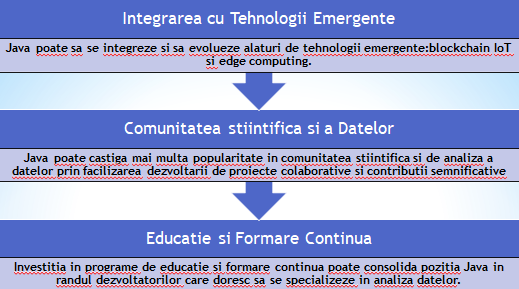 Integrarea cu Tehnologii Emergente
Java poate sa se integreze si sa evolueze alaturi de tehnologii emergente:blockchain IoT
si edge computing.
Comunitatea stiintifica si a Datelor
Java poate castiga mai multa popularitate in comunitatea stiintifica si de analiza a
datelor prin facilizarea dezvoltarii de proiecte colaborative si contributii semnificative
Educatie si Formare Continua
Investitia in programe de educatie si formare continua poate consolida pozitia Java in
randul dezvoltatorilor care doresc sa se specializeze in analiza datelor.